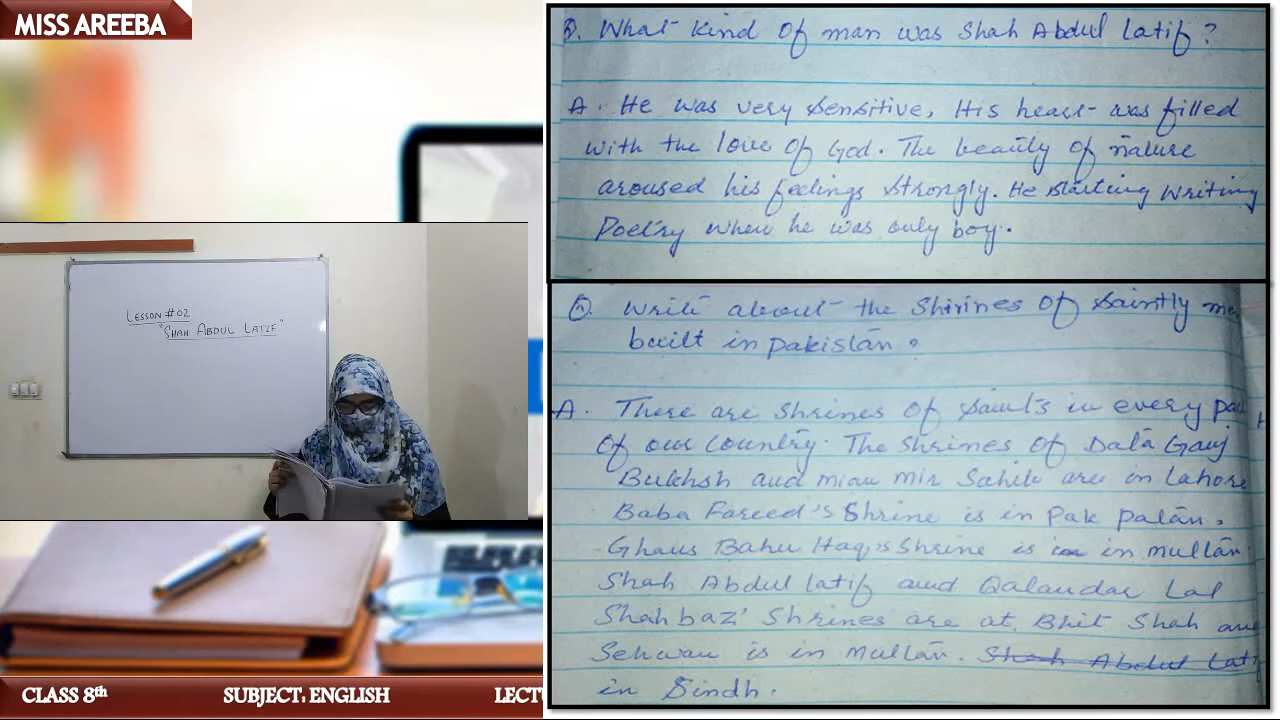 MISS AREEBA
LESSON #02
"SHAH ABDUL LATIF"
CLASS 8th
SUBJECT: ENGLISH
LECTU
Q. What kind of man was Shah Abdul Latif?
A. He was very sensitive, His heart was filled
with the love of God. The beauty of nature
aroused his feelings strongly. He starting writing
Poetry when he was only boy.
Q. Write about the Shirines of saintly me
built in pakistan?
A. There are shrines of saint's in every pa
of our country. The shrines of Data Ganj
Bukhsh and mian mir Sahib are in Lahore
Baba Fareed's Shrine is in Pak patan.
Ghaus Bahu Haq's Shrine is in in multan
Shah Abdul latif and Qalandar Lal
Shahbaz' Shrines are at Bhit Shah an
Sehwan is in multan. Shah Abdul Lati
in Sindh.